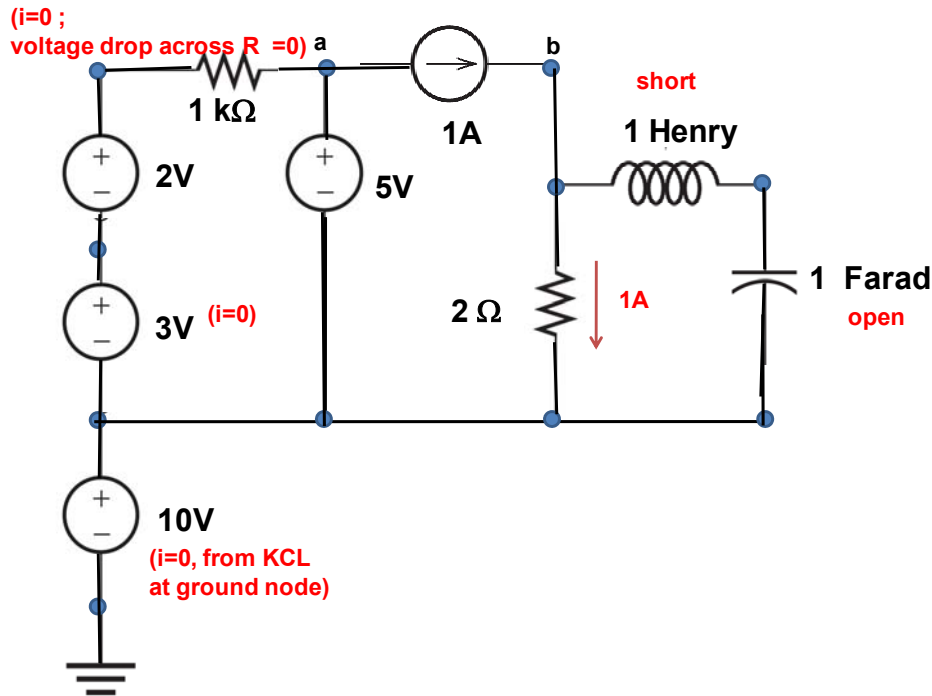 (i=0 ;
voltage drop across R =0)
a
b
short
1 kΩ
1A
1 Henry
+
−
2V
+
−
5V
+
−
3V
(i=0)
2 Ω
1A
1 Farad
open
+
−
10V
(i=0, from KCL
at ground node)